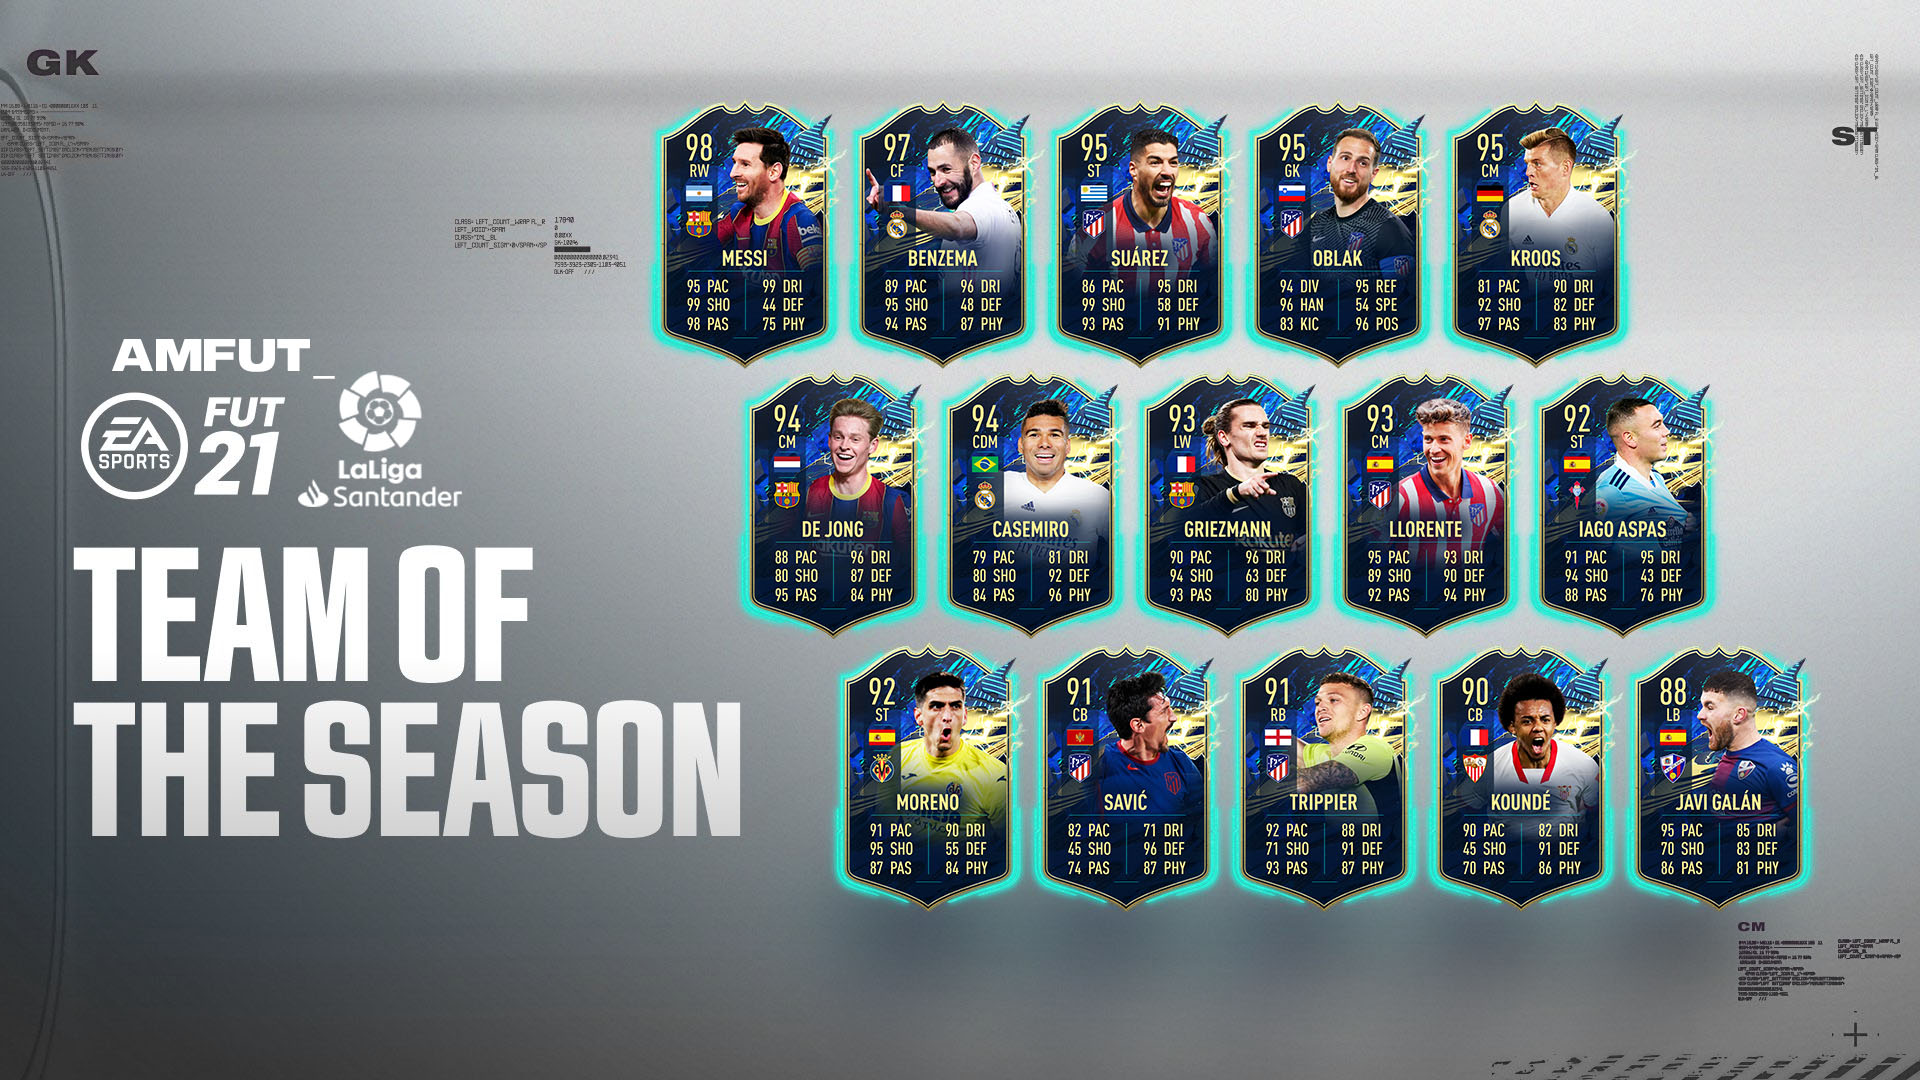 GK
ST
CLASS= LEFT_COUNT_WRAP FL_R
17840
AMFUT_
EA
SPORTS
FUT
21
LaLiga
Santander
TEAM OF
THE SEASON
98
RW
MESSI
95 PAC 99 DRI
99 SHO 44 DEF
98 PAS 75 PHY
97
CF
BENZEMA
89 PAC 96 DRI
95 SHO 48 DEF
94 PAS 87 PHY
95
ST
SUÁREZ
86 PAC 95 DRI
99 SHO 58 DEF
93 PAS 91 PHY
95
GK
OBLAK
94 DIV 95 REF
96 HAN 54 SPE
83 KIC 96 POS
95
CM
KROOS
81 PAC 90 DRI
92 SHO 82 DEF
97 PAS 83 PHY
94
CM
DE JONG
88 PAC 96 DRI
80 SHO 87 DEF
95 PAS 84 PHY
94
CDM
CASEMIRO
79 PAC 81 DRI
80 SHO 92 DEF
84 PAS 96 PHY
93
LW
GRIEZMANN
90 PAC 96 DRI
94 SHO 63 DEF
93 PAS 80 PHY
93
CM
LLORENTE
95 PAC 93 DRI
89 SHO 90 DEF
92 PAS 94 PHY
92
ST
IAGO ASPAS
91 PAC 95 DRI
94 SHO 43 DEF
88 PAS 76 PHY
92
ST
MORENO
91 PAC 90 DRI
95 SHO 55 DEF
87 PAS 84 PHY
91
CB
SAVIĆ
82 PAC 71 DRI
45 SHO 96 DEF
74 PAS 87 PHY
91
RB
TRIPPIER
92 PAC 88 DRI
71 SHO 91 DEF
93 PAS 87 PHY
90
CB
KOUNDÉ
90 PAC 82 DRI
45 SHO 91 DEF
70 PAS 86 PHY
88
LB
JAVI GALÁN
95 PAC 85 DRI
70 SHO 83 DEF
86 PAS 81 PHY
CM